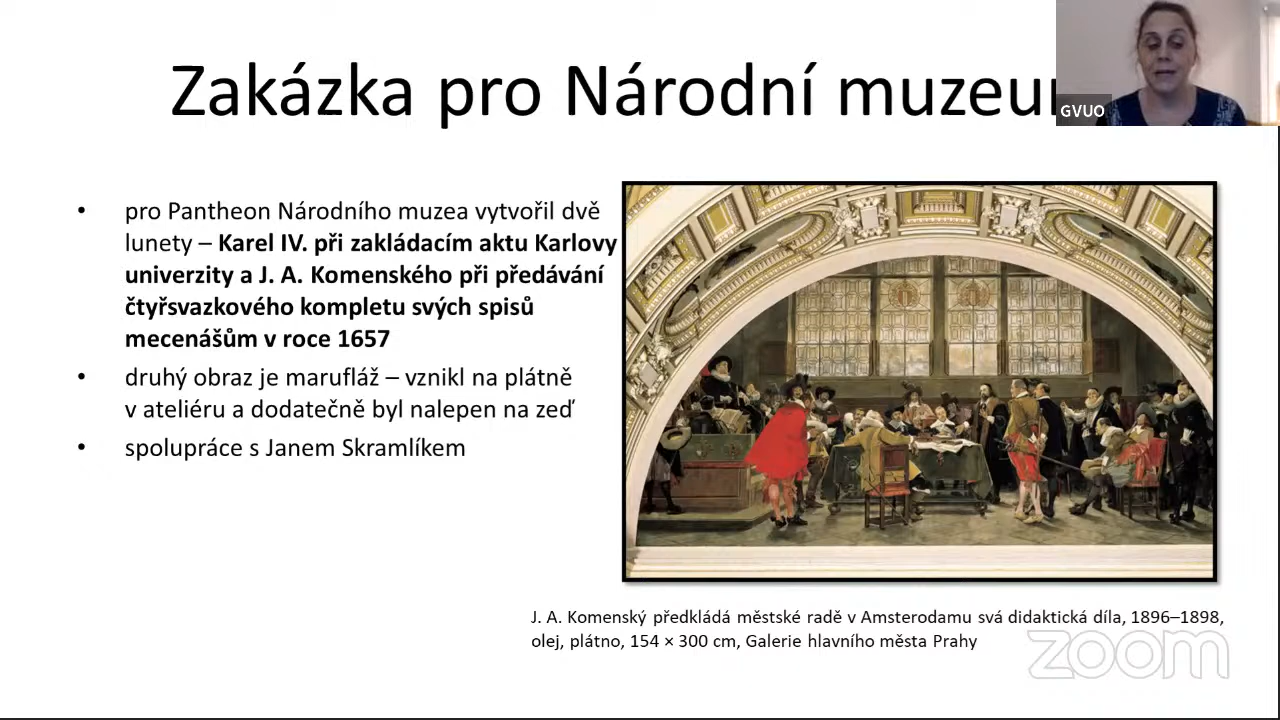 Zakázka pro Národní
GVUO
• pro Pantheon Národního muzea vytvořil dvě
lunety – Karel IV. při zakládacím aktu Karlovy
univerzity a J. A. Komenského při předávání
čtyřsvazkového kompletu svých spisů
mecenášům v roce 1657
• druhý obraz je marufláž – vznikl na plátně
v ateliéru a dodatečně byl nalepen na zeď
• spolupráce s Janem Skramlíkem
J. A. Komenský předkládá městské radě v Amsterodamu svá didaktická díla, 1896–1898,
olej, plátno, 154 × 300 cm, Galerie hlavního města Prahy
zoom